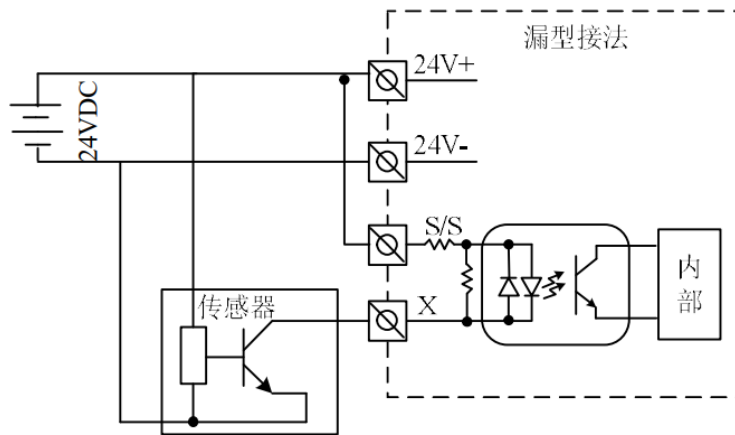 漏型接法
24V+
24VDC
24V-
S/S
传感器
X
内
部